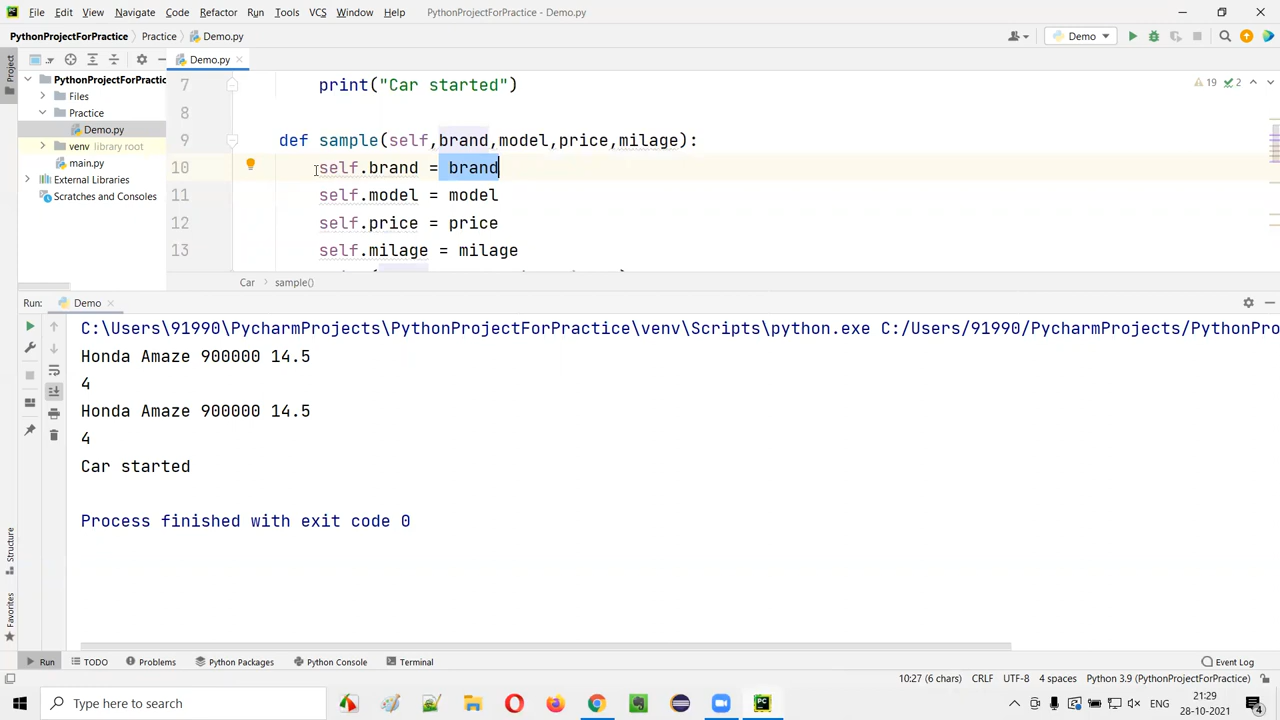 File Edit View Navigate Code Refactor Run Tools VCS Window Help PythonProjectForPractice - Demo.py
PythonProjectForPractice Practice Demo.py Demo
Project
Demo.py
PythonProjectForPractic
Files
Practice
Demo.py
venv library root
main.py
External Libraries
Scratches and Consoles
19 2
7 print("Car started")
8
9 def sample(self,brand,model,price,milage):
10 self.brand = brand
11 self.model = model
12 self.price = price
13 self.milage = milage
Car sample()
Run: Demo
C:\Users\91990\PycharmProjects\PythonProjectForPractice\venv\Scripts\python.exe C:/Users/91990/PycharmProjects/PythonPro
Honda Amaze 900000 14.5
4
Honda Amaze 900000 14.5
4
Car started
Process finished with exit code 0
Structure
Favorites
Run TODO Problems Python Packages Python Console Terminal Event Log
10:27 (6 chars) CRLF UTF-8 4 spaces Python 3.9 (PythonProjectForPractice)
Type here to search
ENG
21:29
28-10-2021
4